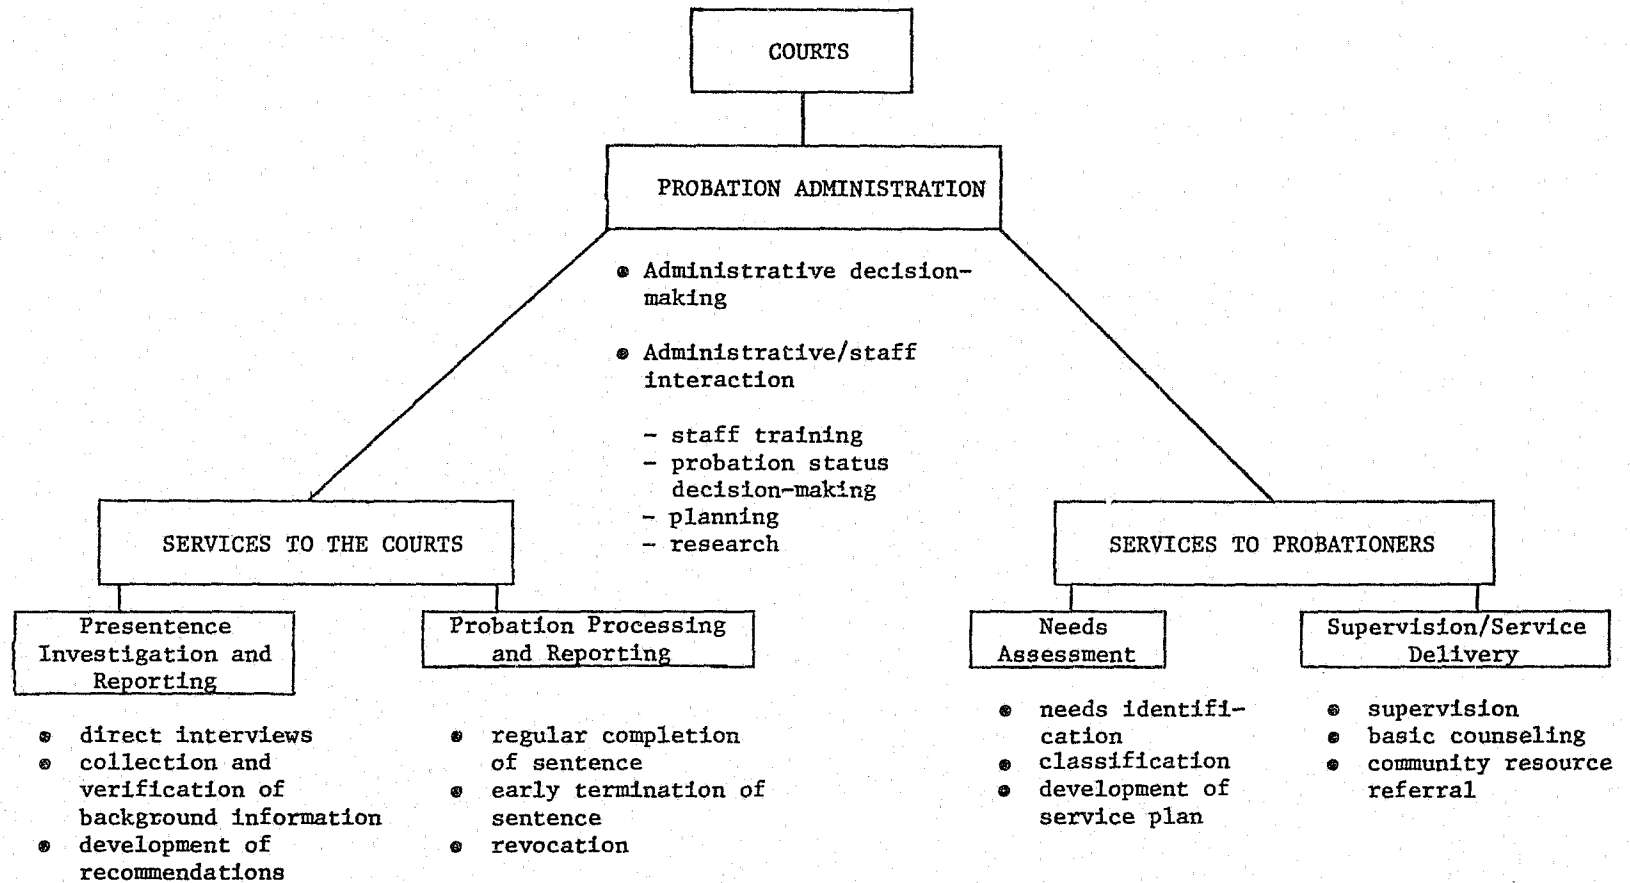 COURTS
PROBATION ADMINISTRATION
• Administrative decision-
making
• Administrative/staff
interaction
- staff training
- probation status
decision-making
- planning
- research
SERVICES TO THE COURTS
Presentence
Investigation and
Reporting
• direct interviews
• collection and
verification of
background information
• development of
recommendations
Probation Processing
and Reporting
• regular completion
of sentence
• early termination of
sentence
• revocation
SERVICES TO PROBATIONERS
Needs
Assessment
• needs identifi-
cation
• classification
• development of
service plan
Supervision/Service
Delivery
• supervision
• basic counseling
• community resource
referral